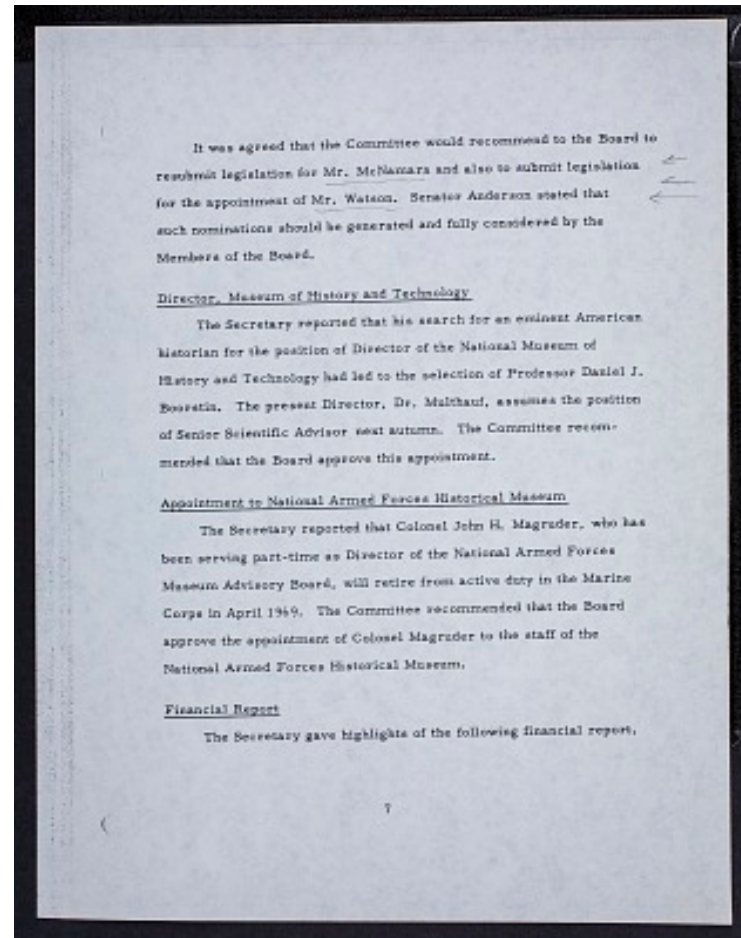 It was agreed that the Committee would recommend to the Board to
resubmit legislation for Mr. McNamara and also to submit legislation
for the appointment of Mr. Watson. Senator Anderson stated that
such nominations should be generated and fully considered by the
Members of the Board.
Director, Museum of History and Technology
The Secretary reported that his search for an eminent American
historian for the position of Director of the National Museum of
History and Technology had led to the selection of Professor Daniel J.
Boorstin. The present Director, Dr. Multhauf, assumes the position
of Senior Scientific Advisor next autumn. The Committee recom-
mended that the Board approve this appointment.
Appointment to National Armed Forces Historical Museum
The Secretary reported that Colonel John H. Magruder, who has
been serving part-time as Director of the National Armed Forces
Museum Advisory Board, will retire from active duty in the Marine
Corps in April 1969. The Committee recommended that the Board
approve the appointment of Colonel Magruder to the staff of the
National Armed Forces Historical Museum.
Financial Report
The Secretary gave highlights of the following financial report.